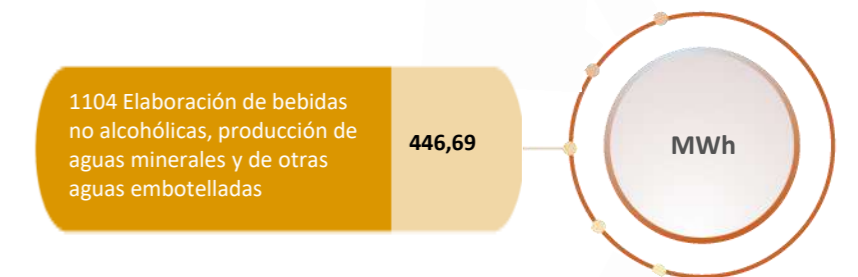 1104 Elaboración de bebidas
no alcohólicas, producción de
aguas minerales y de otras
aguas embotelladas
446,69
MWh